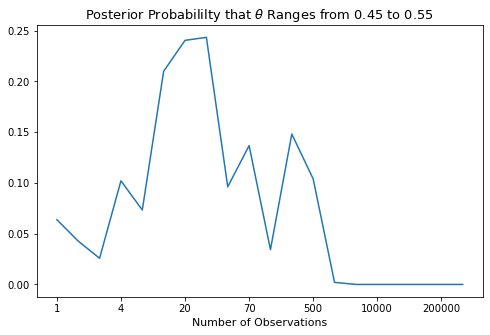 Posterior Probabililty that θ Ranges from 0.45 to 0.55
0.25
0.20
0.15
0.10
0.05
0.00
1 4 20 70 500 10000 200000
Number of Observations